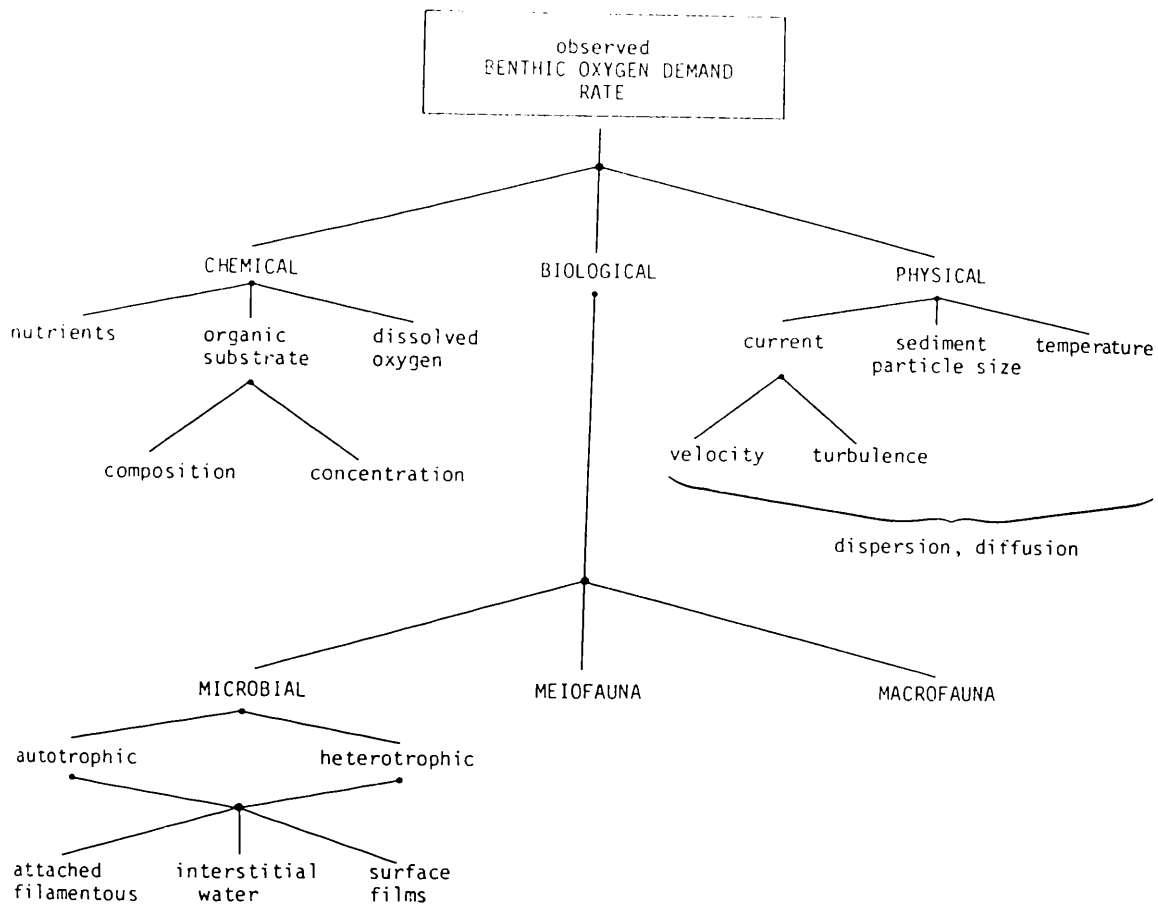 observed
BENTHIC OXYGEN DEMAND
RATE
CHEMICAL
BIOLOGICAL
PHYSICAL
nutrients
organic
substrate
dissolved
oxygen
current
sediment
particle size
temperature
composition
concentration
velocity
turbulence
dispersion, diffusion
MICROBIAL
MEIOFAUNA
MACROFAUNA
autotrophic
heterotrophic
attached
filamentous
interstitial
water
surface
films